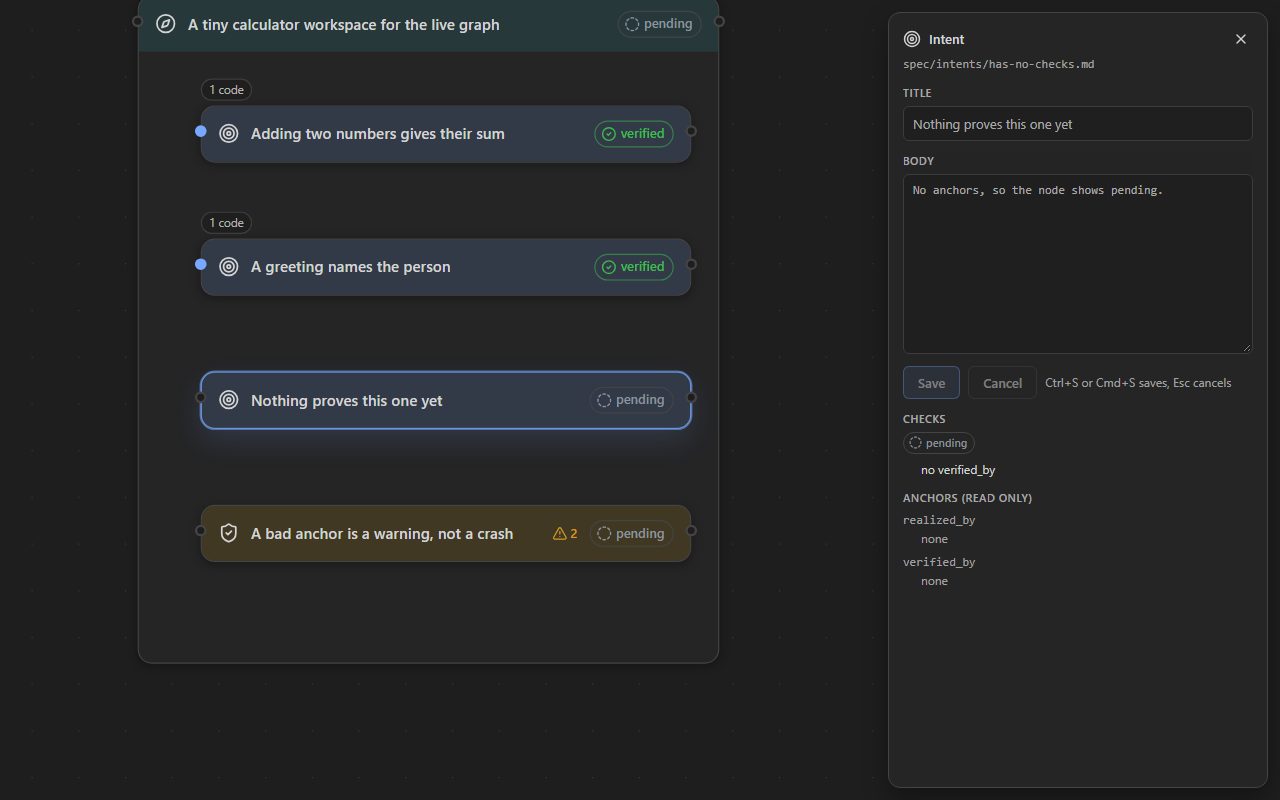 A tiny calculator workspace for the live graph
pending
1 code
Adding two numbers gives their sum
verified
1 code
A greeting names the person
verified
Nothing proves this one yet
pending
A bad anchor is a warning, not a crash
2
pending
Intent
spec/intents/has-no-checks.md
TITLE
Nothing proves this one yet
BODY
No anchors, so the node shows pending.
Save
Cancel
Ctrl+S or Cmd+S saves, Esc cancels
CHECKS
pending
no verified_by
ANCHORS (READ ONLY)
realized_by
none
verified_by
none